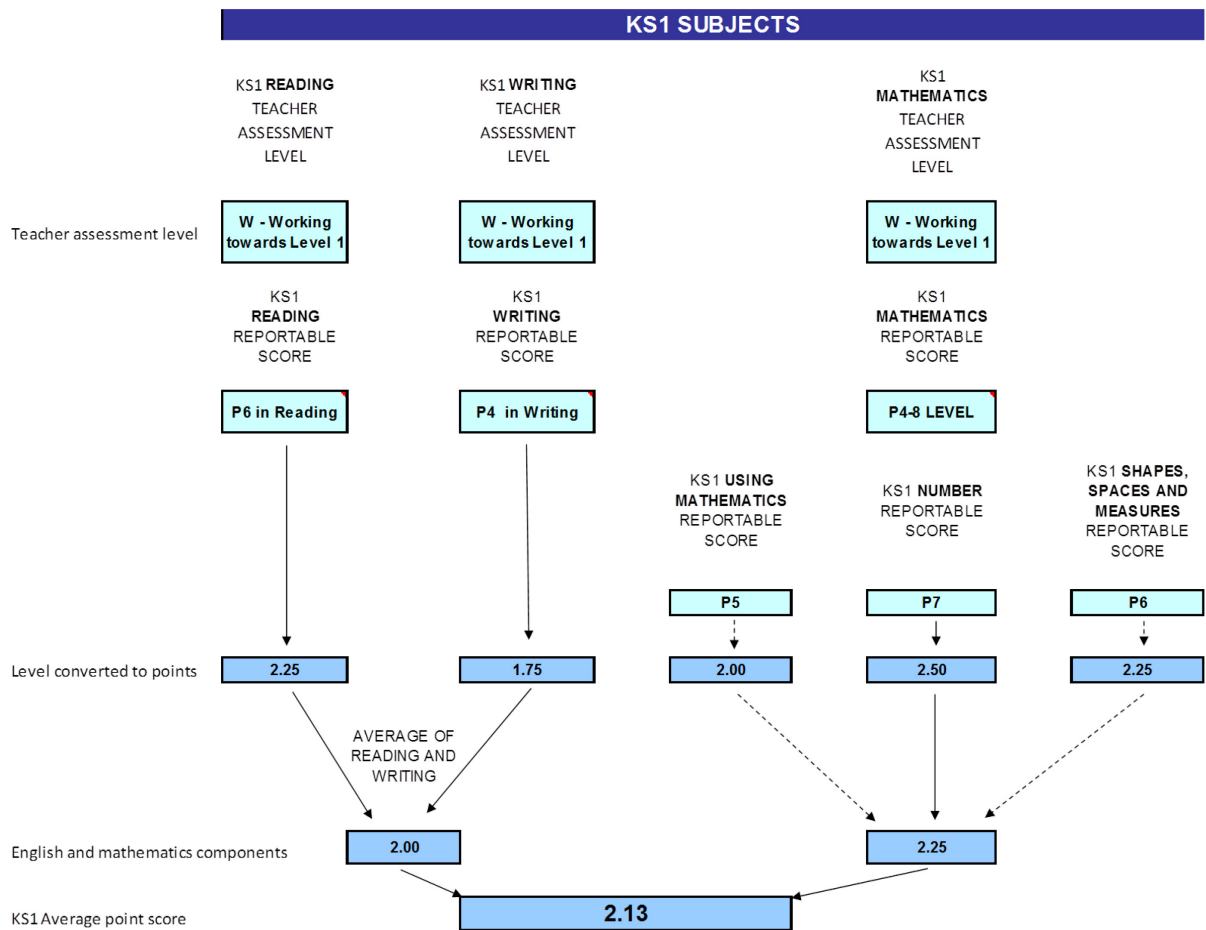 KS1 SUBJECTS
KS1 READING
TEACHER
ASSESSMENT
LEVEL
KS1 WRITING
TEACHER
ASSESSMENT
LEVEL
KS1
MATHEMATICS
TEACHER
ASSESSMENT
LEVEL
Teacher assessment level
W - Working
towards Level 1
W - Working
towards Level 1
W - Working
towards Level 1
KS1
READING
REPORTABLE
SCORE
KS1
WRITING
REPORTABLE
SCORE
KS1
MATHEMATICS
REPORTABLE
SCORE
P6 in Reading
P4 in Writing
P4-8 LEVEL
KS1 USING
MATHEMATICS
REPORTABLE
SCORE
KS1 NUMBER
REPORTABLE
SCORE
KS1 SHAPES,
SPACES AND
MEASURES
REPORTABLE
SCORE
P5
P7
P6
Level converted to points
2.25
1.75
2.00
2.50
2.25
AVERAGE OF
READING AND
WRITING
English and mathematics components
2.00
2.25
KS1 Average point score
2.13